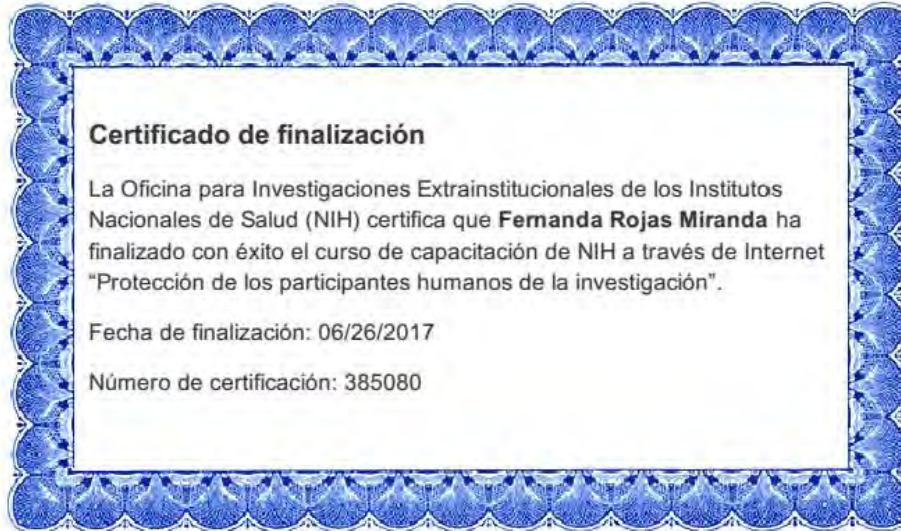 Certificado de finalización
La Oficina para Investigaciones Extrainstitucionales de los Institutos
Nacionales de Salud (NIH) certifica que Fernanda Rojas Miranda ha
finalizado con éxito el curso de capacitación de NIH a través de Internet
“Protección de los participantes humanos de la investigación”.
Fecha de finalización: 06/26/2017
Número de certificación: 385080